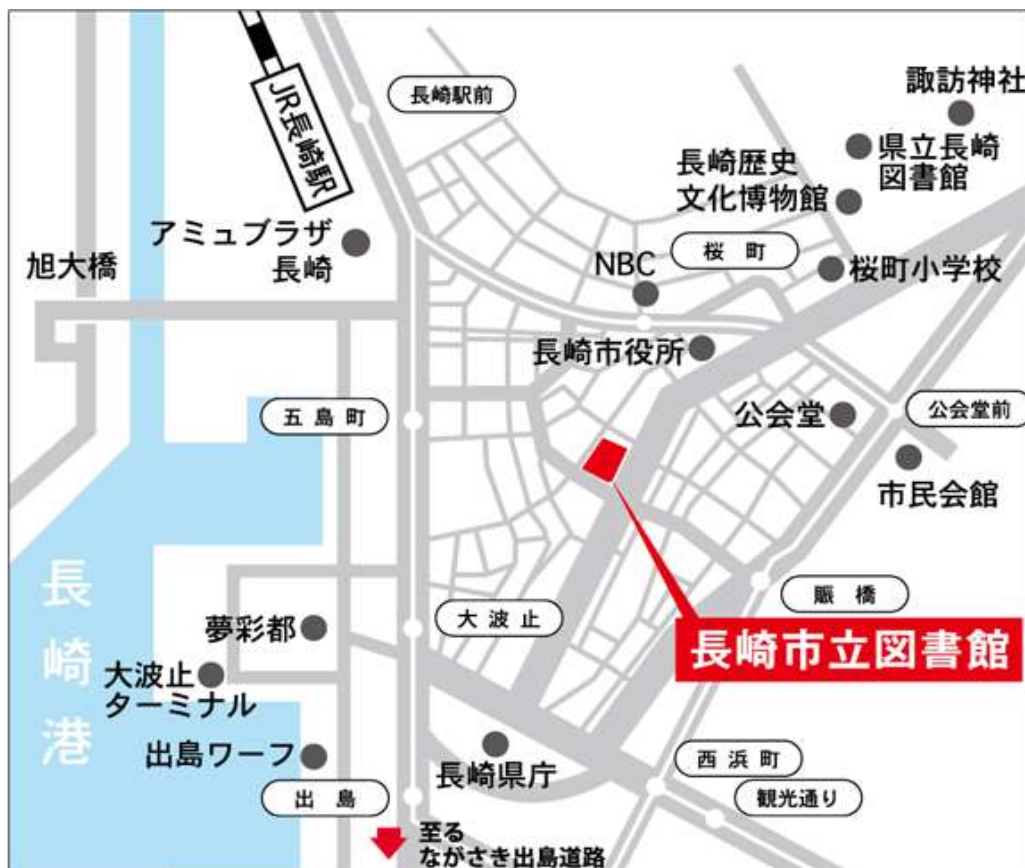 JR長崎駅
長崎駅前
諏訪神社
県立長崎
図書館
長崎歴史
文化博物館
アミュプラザ
長崎
旭大橋
NBC
桜町
桜町小学校
長崎市役所
五島町
公会堂
公会堂前
市民会館
長崎港
夢彩都
大波止
賑橋
長崎市立図書館
大波止
ターミナル
出島ワーフ
長崎県庁
西浜町
出島
観光通り
至る
ながさき出島道路